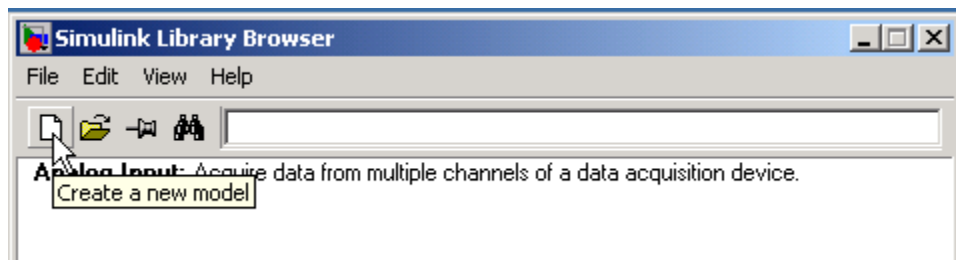 Simulink Library Browser
File Edit View Help
Analog Input: Acquire data from multiple channels of a data acquisition device.
Create a new model